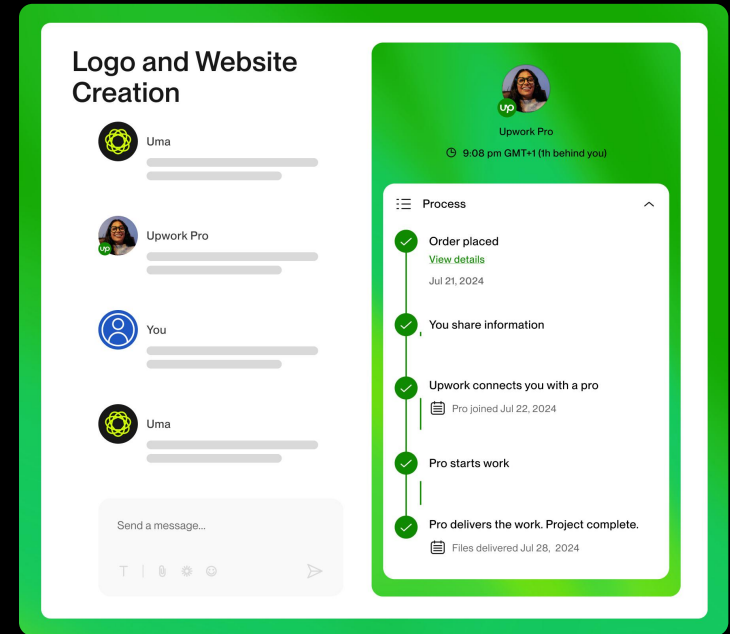 Logo and Website
Creation
Uma
up
Upwork Pro
You
Uma
Send a message...
T
up
Upwork Pro
9:08 pm GMT+1 (1h behind you)
Process
Order placed
View details
Jul 21, 2024
You share information
Upwork connects you with a pro
Pro joined Jul 22, 2024
Pro starts work
Pro delivers the work. Project complete.
Files delivered Jul 28, 2024